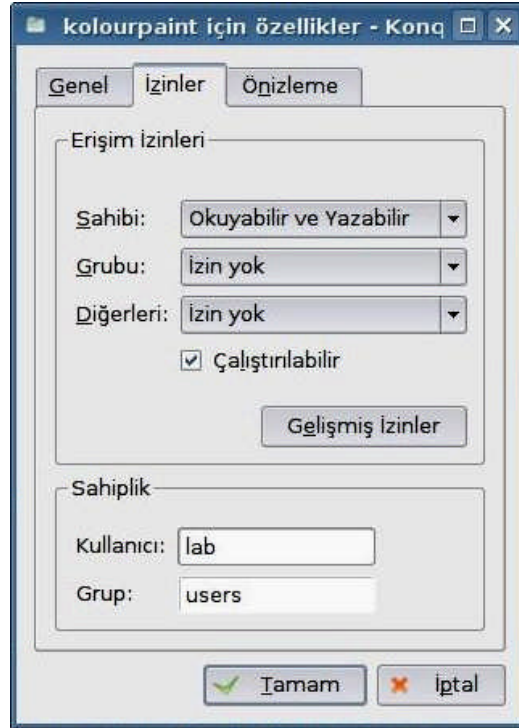 kolourpaint için özellikler - Konq
Genel İzinler Önizleme
Erişim İzinleri
Sahibi: Okuyabilir ve Yazabilir
Grubu: İzin yok
Diğerleri: İzin yok
Çalıştırılabilir
Gelişmiş İzinler
Sahiplik
Kullanıcı: lab
Grup: users
Tamam İptal